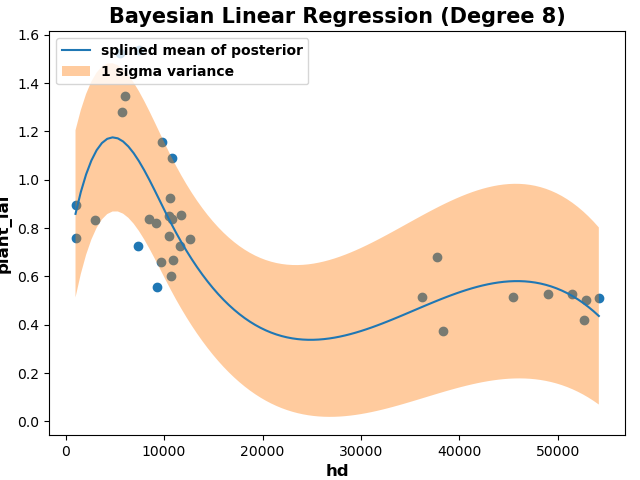 Bayesian Linear Regression (Degree 8)
splined mean of posterior
1 sigma variance
1.6
1.4
1.2
1.0
0.8
0.6
0.4
0.2
0.0
plant_lai
0 10000 20000 30000 40000 50000
hd